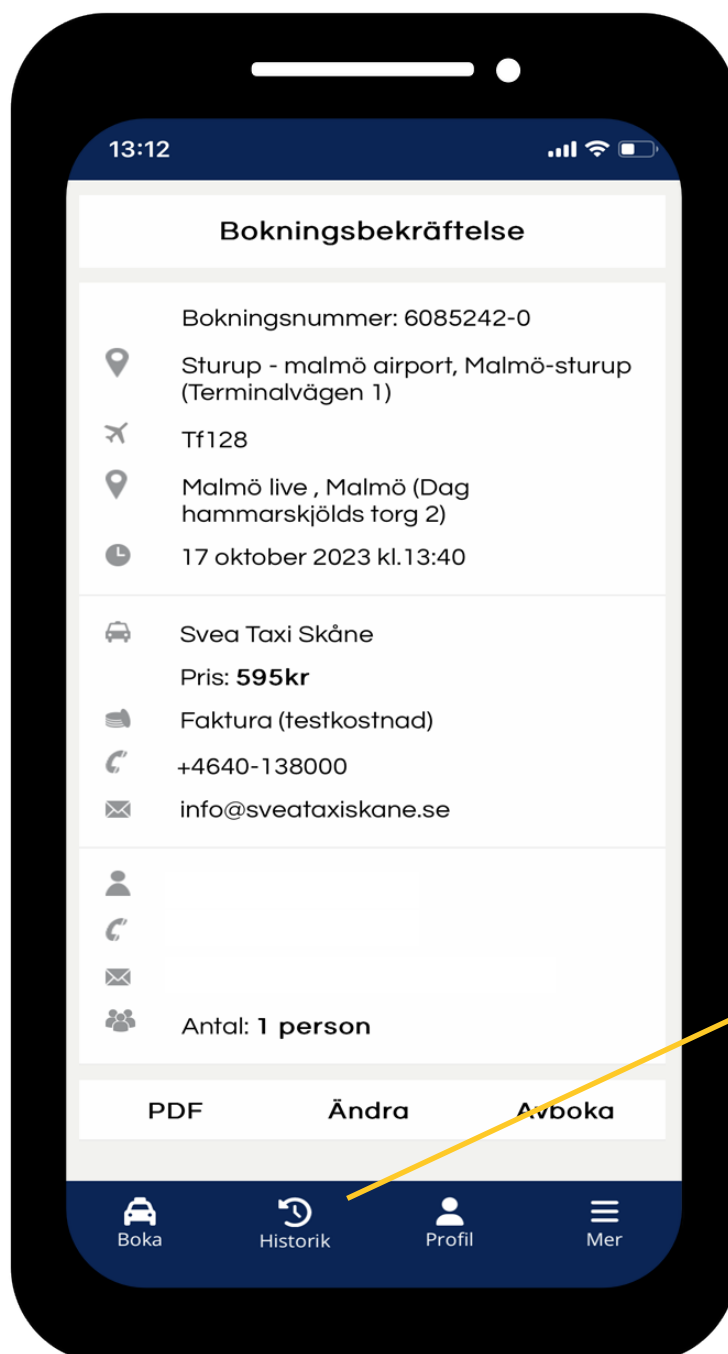 13:12
Bokningsbekräftelse
Bokningsnummer: 6085242-0
Sturup - malmö airport, Malmö-sturup
(Terminalvägen 1)
Tf128
Malmö live , Malmö (Dag
hammarskjölds torg 2)
17 oktober 2023 kl.13:40
Svea Taxi Skåne
Pris: 595kr
Faktura (testkostnad)
+4640-138000
info@sveataxiskane.se
Antal: 1 person
PDF Ändra Avboka
Boka Historik Profil Mer